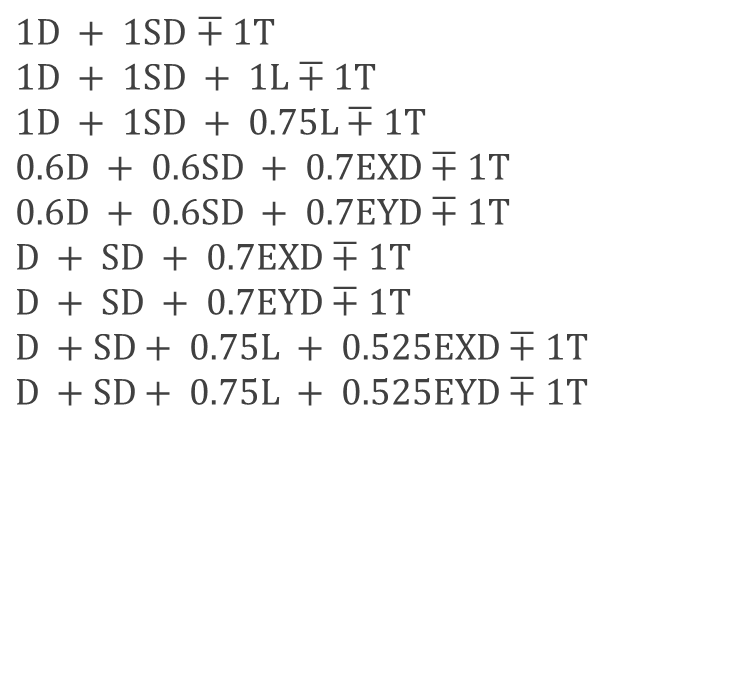 1D + 1SD ∓ 1T
1D + 1SD + 1L ∓ 1T
1D + 1SD + 0.75L ∓ 1T
0.6D + 0.6SD + 0.7EXD ∓ 1T
0.6D + 0.6SD + 0.7EYD ∓ 1T
D + SD + 0.7EXD ∓ 1T
D + SD + 0.7EYD ∓ 1T
D + SD + 0.75L + 0.525EXD ∓ 1T
D + SD + 0.75L + 0.525EYD ∓ 1T